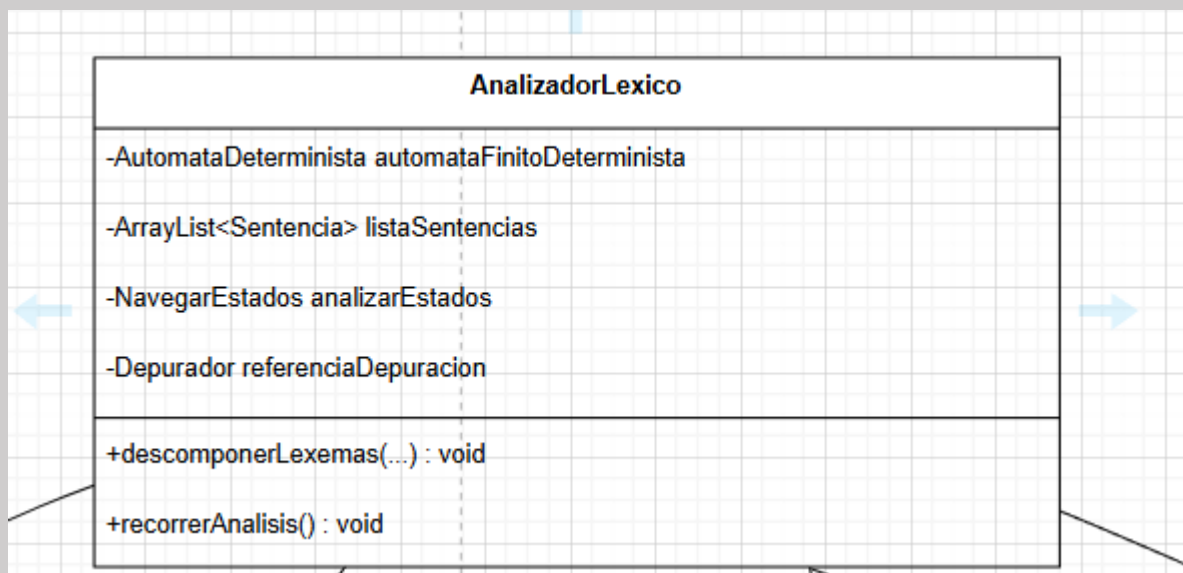 AnalizadorLexico
-AutomataDeterminista automataFinitoDeterminista
-ArrayList<Sentencia> listaSentencias
-NavegarEstados analizarEstados
-Depurador referenciaDepuracion
+descomponerLexemas(...) : void
+recorrerAnalisis() : void